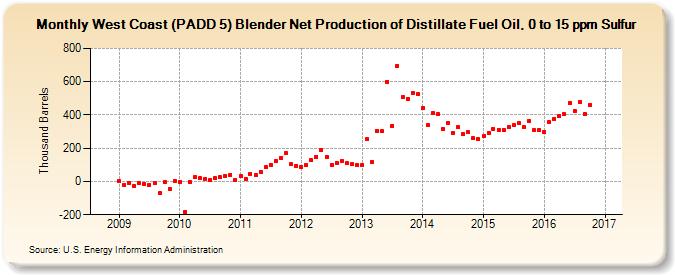 Monthly West Coast (PADD 5) Blender Net Production of Distillate Fuel Oil, 0 to 15 ppm Sulfur
Thousand Barrels
800
600
400
200
0
-200
2009 2010 2011 2012 2013 2014 2015 2016 2017
Source: U.S. Energy Information Administration